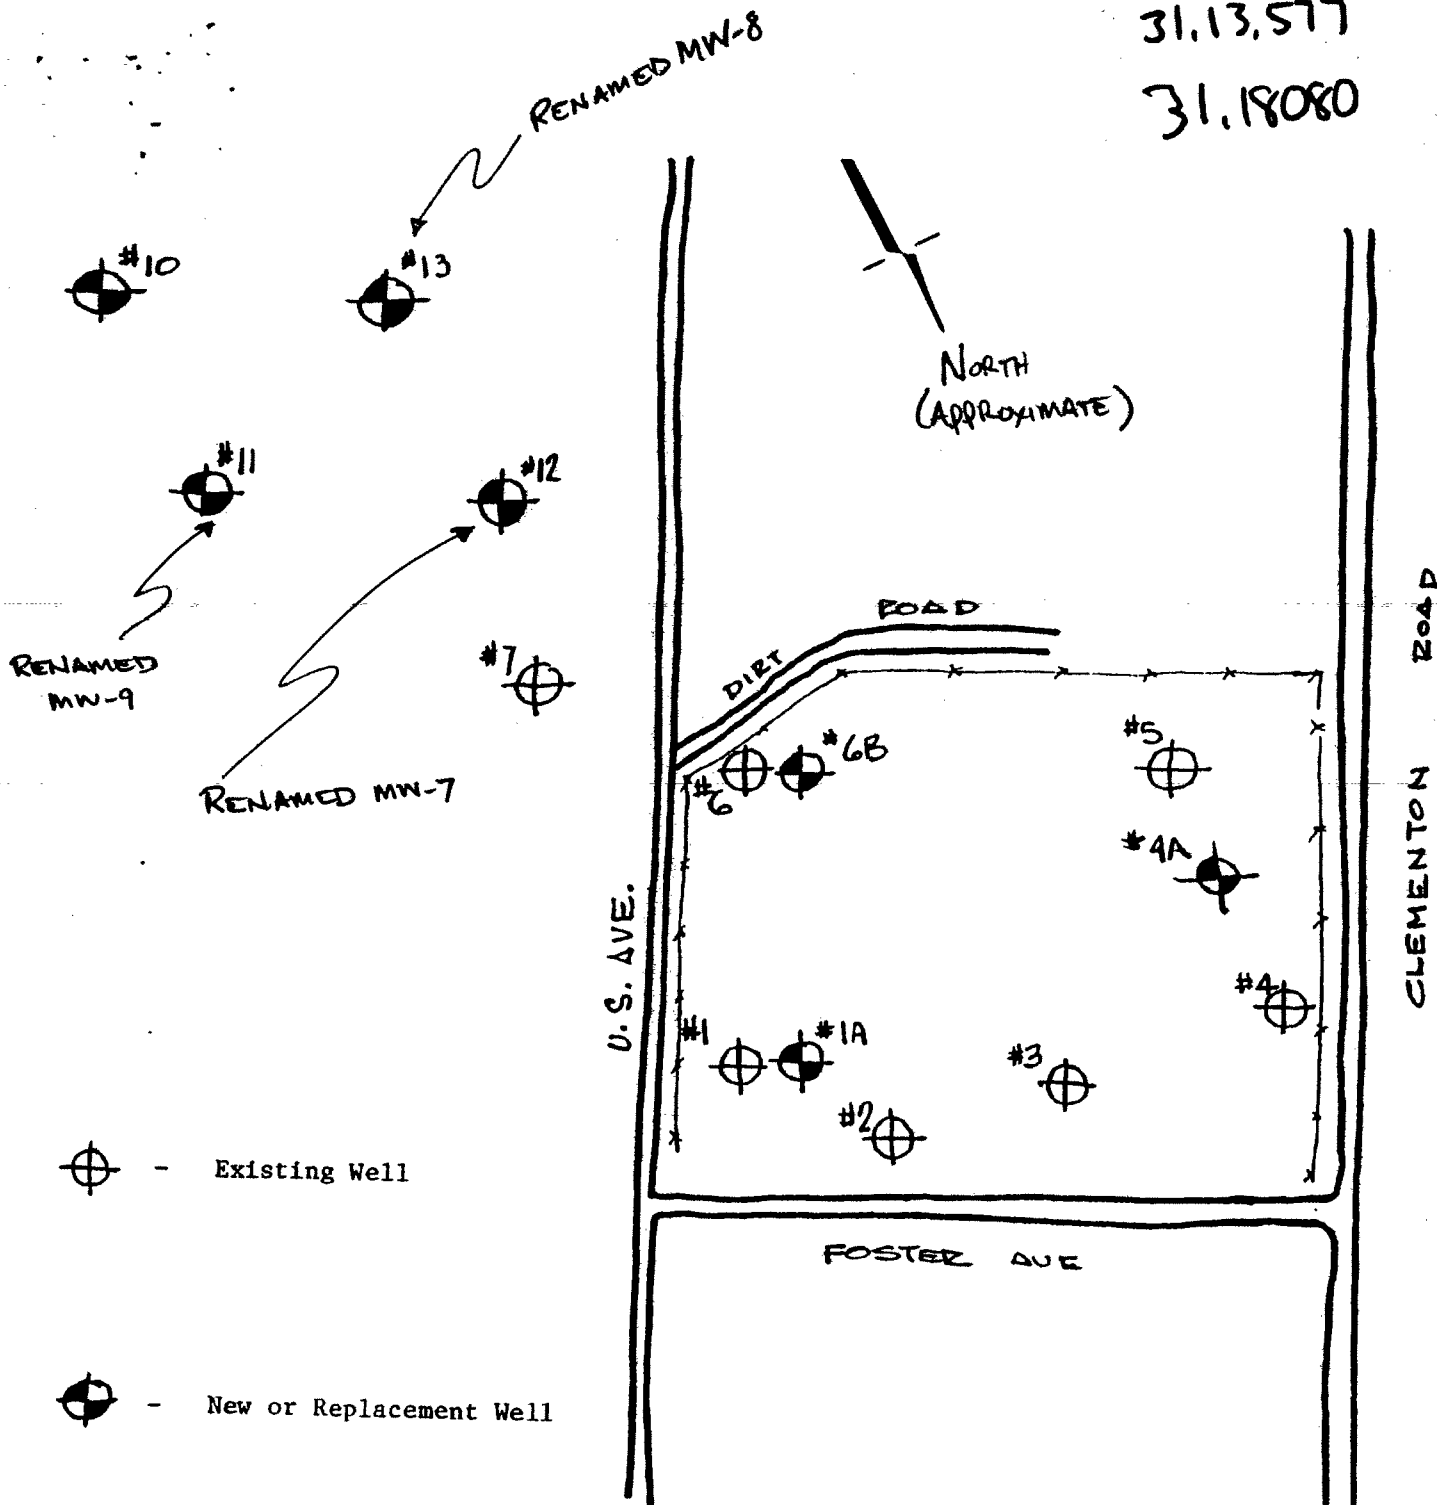 31.13.577
31.18080
RENAMED MW-8
#10
#13
NORTH
(APPROXIMATE)
#11
#12
ROAD
DIRT
ROAD
CLEMENTON
RENAMED
MW-9
#7
#5
#6B
#6
RENAMED MW-7
#4A
U.S. AVE.
#4
#1
#1A
#3
#2
- Existing Well
FOSTER AVE
- New or Replacement Well